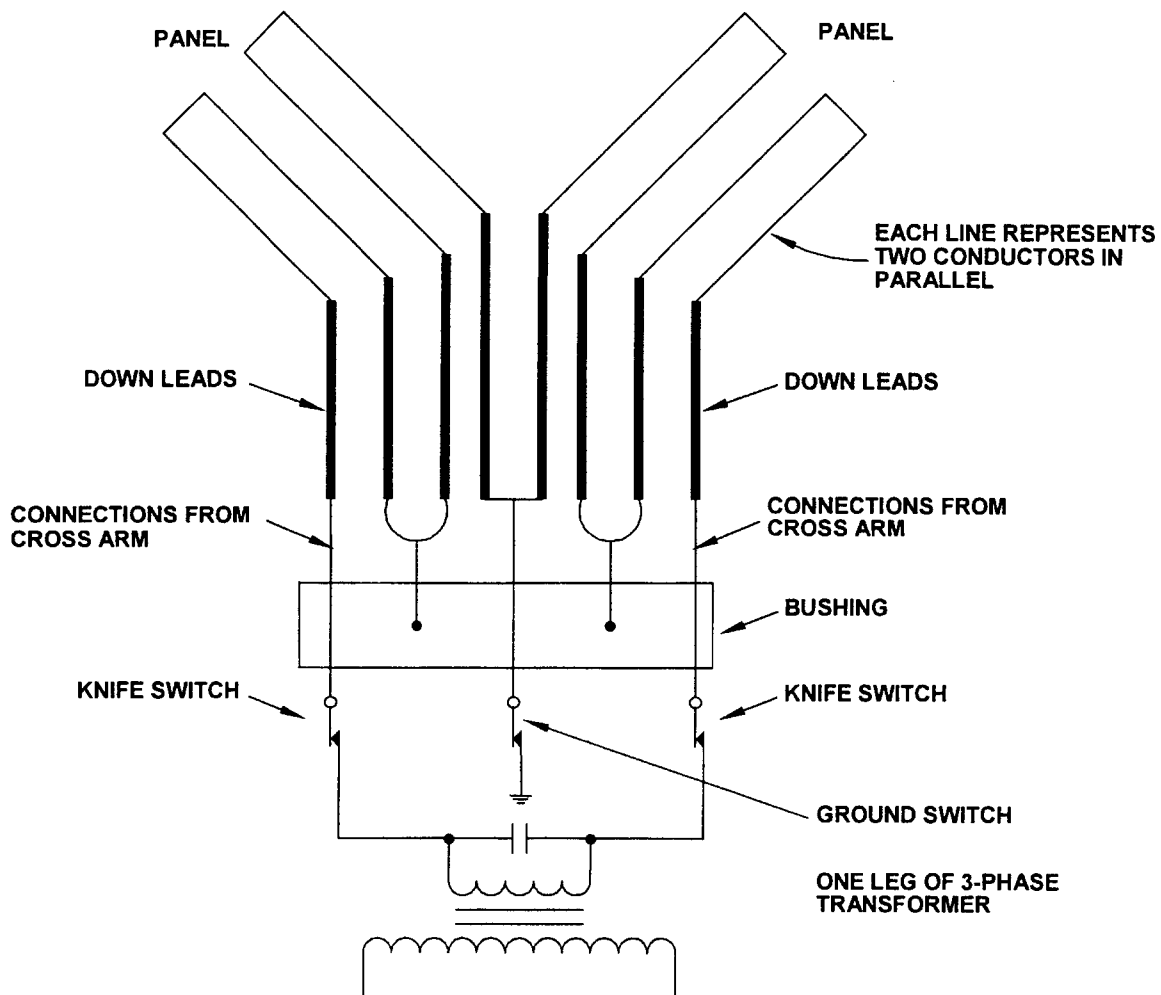 PANEL
PANEL
EACH LINE REPRESENTS
TWO CONDUCTORS IN
PARALLEL
DOWN LEADS
DOWN LEADS
CONNECTIONS FROM
CROSS ARM
CONNECTIONS FROM
CROSS ARM
BUSHING
KNIFE SWITCH
KNIFE SWITCH
GROUND SWITCH
ONE LEG OF 3-PHASE
TRANSFORMER